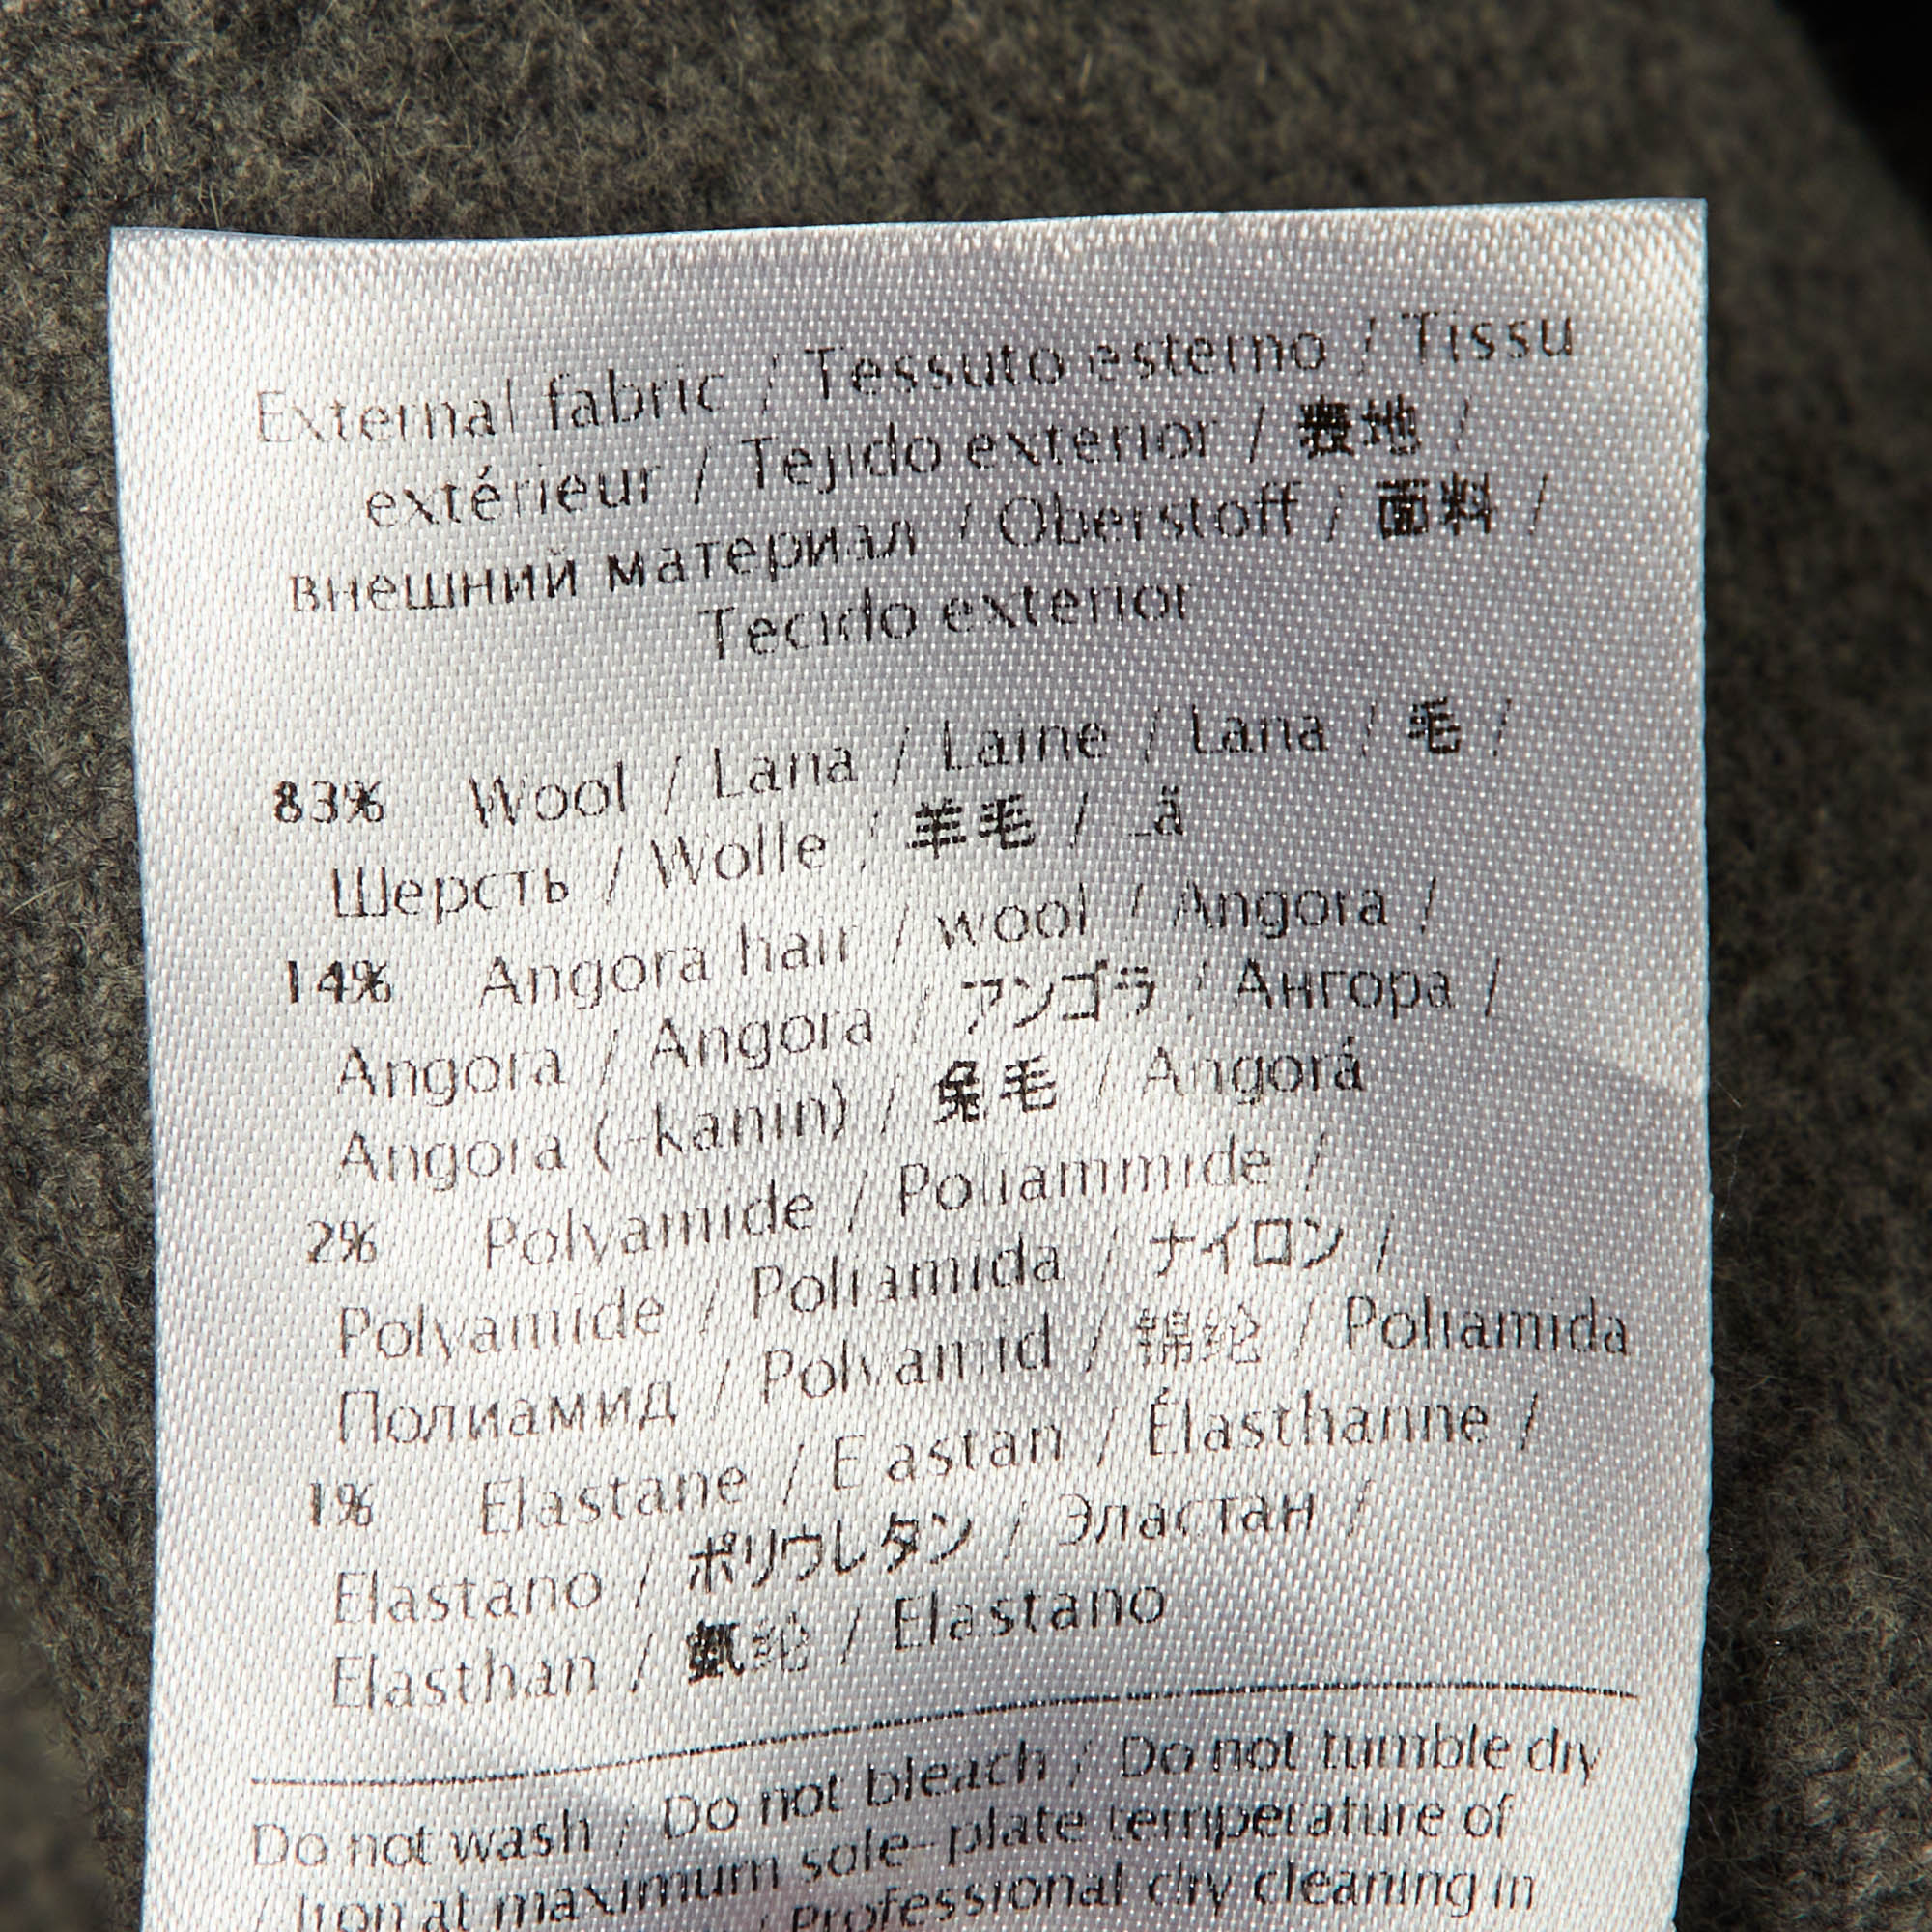 External fabric / Tessuto esterno / Tissu
extérieur / Tejido exterior / 表地 /
внешний материал / Oberstoff / 面料 /
Tecido exterior
83% Wool / Lana / Laine / Lana / 毛 /
Шерсть / Wolle / 羊毛 / _ä
14% Angora hair / wool / Angora /
Angora / Angora / アンゴラ / Ангора /
Angora (-kanin) / 兔毛 / Angorá
2% Polyamide / Poliammide /
Polyamide / Poliamida / ナイロン /
Полиамид / Polyamid / 锦纶 / Poliamida
1% Elastane / Elastan / Élasthanne /
Elastano / ポリウレタン / Эластан /
Elasthan / 氨纶 / Elastano
Do not wash / Do not bleach / Do not tumble dry
/ Iron at maximum sole-plate temperature of
/ Professional dry cleaning in